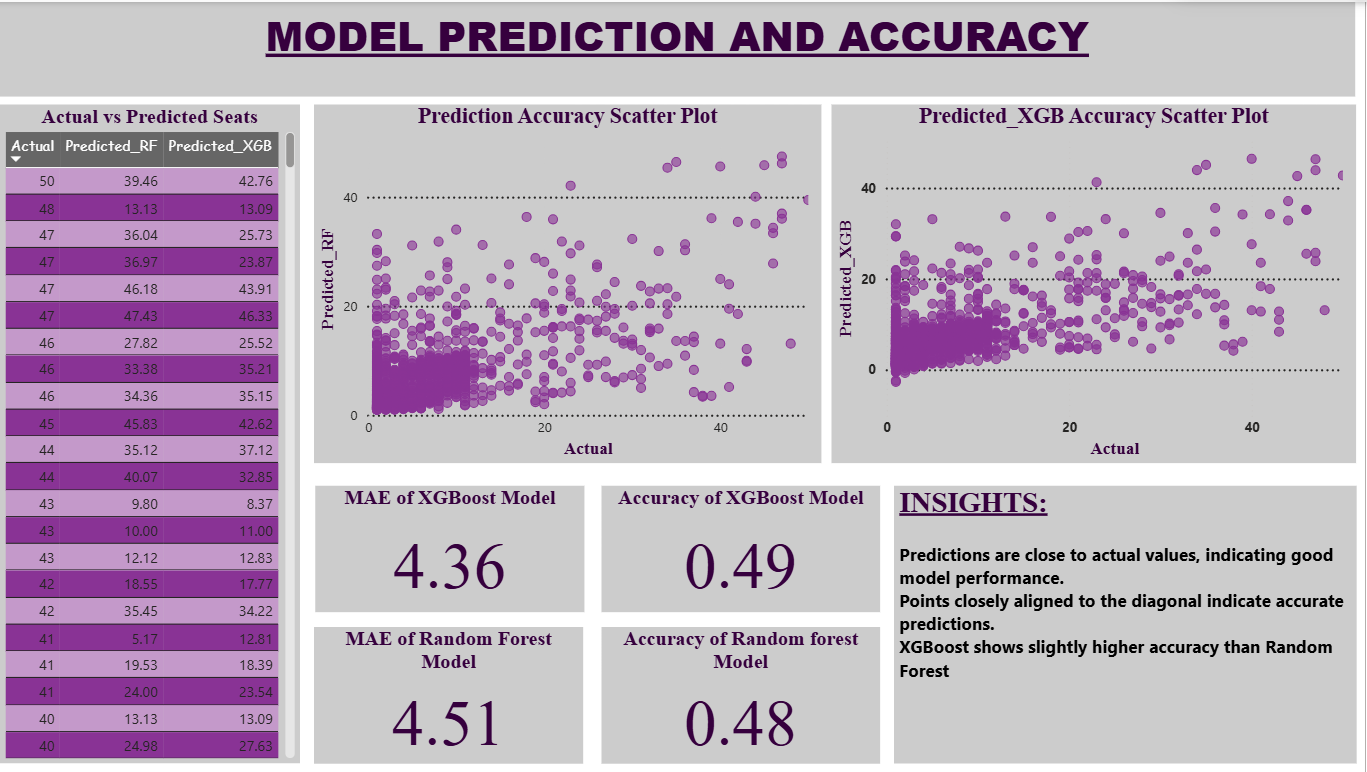 MODEL PREDICTION AND ACCURACY
Actual vs Predicted Seats
Actual Predicted_RF Predicted_XGB
50 39.46 42.76
48 13.13 13.09
47 36.04 25.73
47 36.97 23.87
47 46.18 43.91
47 47.43 46.33
46 27.82 25.52
46 33.38 35.21
46 34.36 35.15
45 45.83 42.62
44 35.12 37.12
44 40.07 32.85
43 9.80 8.37
43 10.00 11.00
43 12.12 12.83
42 18.55 17.77
42 35.45 34.22
41 5.17 12.81
41 19.53 18.39
41 24.00 23.54
40 13.13 13.09
40 24.98 27.63
Prediction Accuracy Scatter Plot
Predicted_RF
40
20
0
0 20 40
Actual
Predicted_XGB Accuracy Scatter Plot
Predicted_XGB
40
20
0
0 20 40
Actual
MAE of XGBoost Model
4.36
Accuracy of XGBoost Model
0.49
MAE of Random Forest
Model
4.51
Accuracy of Random forest
Model
0.48
INSIGHTS:
Predictions are close to actual values, indicating good
model performance.
Points closely aligned to the diagonal indicate accurate
predictions.
XGBoost shows slightly higher accuracy than Random
Forest